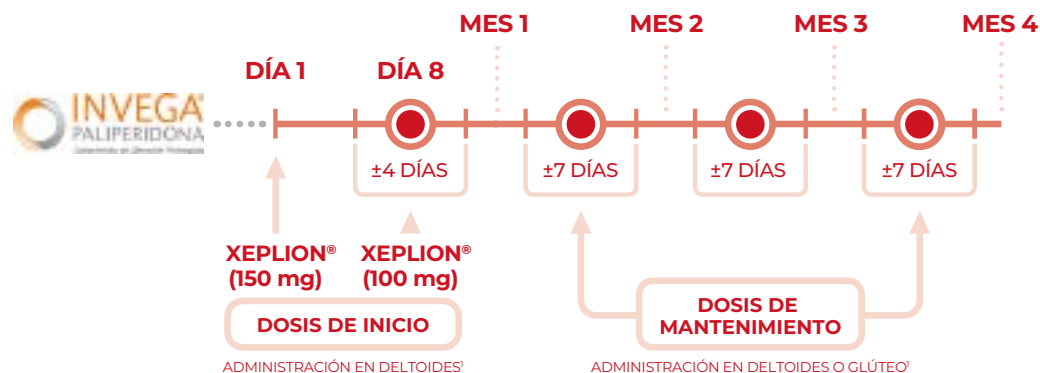 MES 1 MES 2 MES 3 MES 4
DÍA 1 DÍA 8
INVEGA®
PALIPERIDONA
±4 DÍAS ±7 DÍAS ±7 DÍAS ±7 DÍAS
XEPLION® XEPLION®
(150 mg) (100 mg)
DOSIS DE INICIO
DOSIS DE
MANTENIMIENTO
ADMINISTRACIÓN EN DELTOIDES¹ ADMINISTRACIÓN EN DELTOIDES O GLÚTEO¹